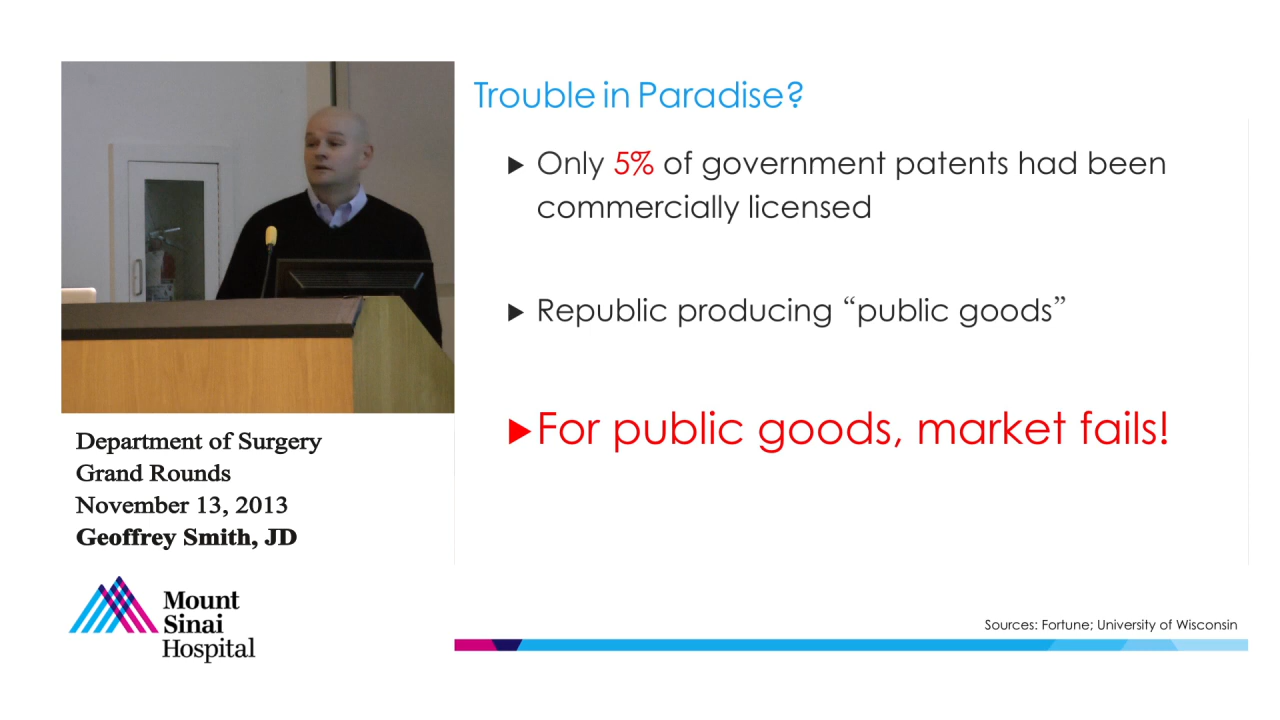 Trouble in Paradise?
▶ Only 5% of government patents had been
commercially licensed
▶ Republic producing “public goods”
▶ For public goods, market fails!
Department of Surgery
Grand Rounds
November 13, 2013
Geoffrey Smith, JD
Mount
Sinai
Hospital
Sources: Fortune; University of Wisconsin